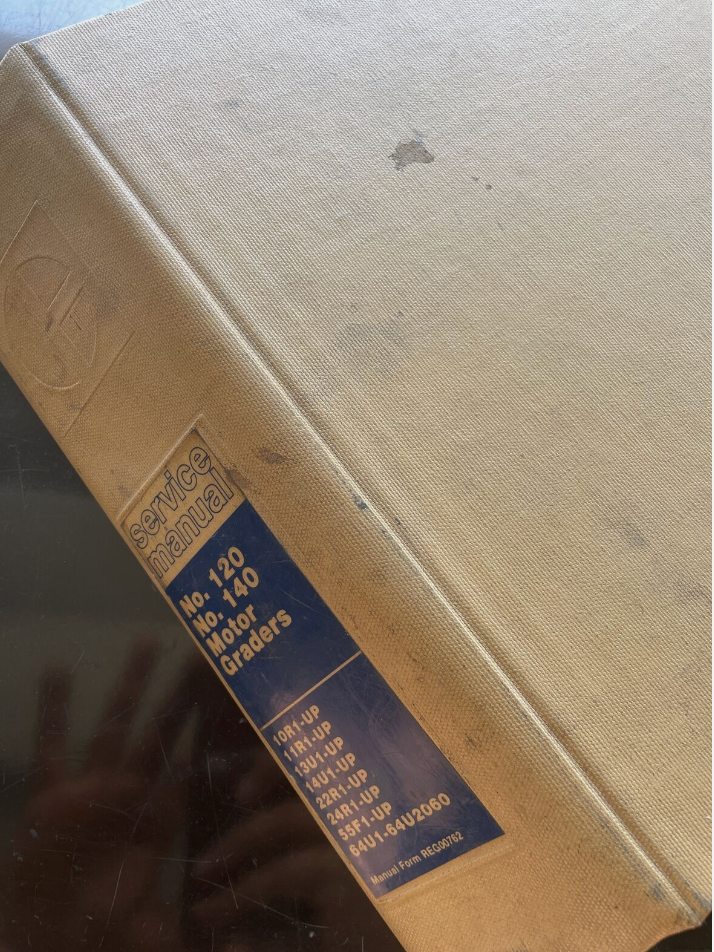 service
manual
No. 120
No. 140
Motor
Graders
10R1-UP
11R1-UP
13U1-UP
14U1-UP
22R1-UP
24R1-UP
55F1-UP
64U1-64U2060
Manual Form REG00762